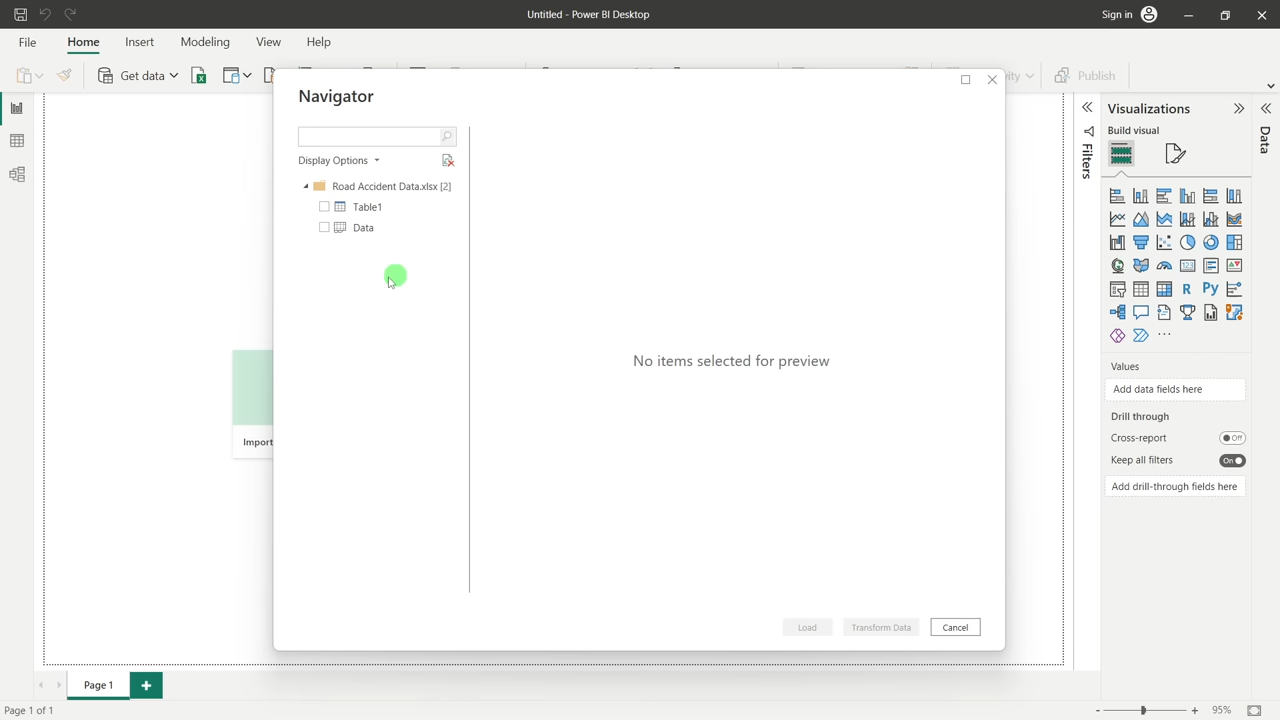 Untitled - Power BI Desktop
Sign in
File
Home
Insert
Modeling
View
Help
Get data
Publish
Navigator
Display Options
Road Accident Data.xlsx [2]
Table1
Data
No items selected for preview
Load
Transform Data
Cancel
Import
Filters
Visualizations
Build visual
R
Py
Values
Add data fields here
Drill through
Cross-report
Off
Keep all filters
On
Add drill-through fields here
Data
Page 1
Page 1 of 1
95%